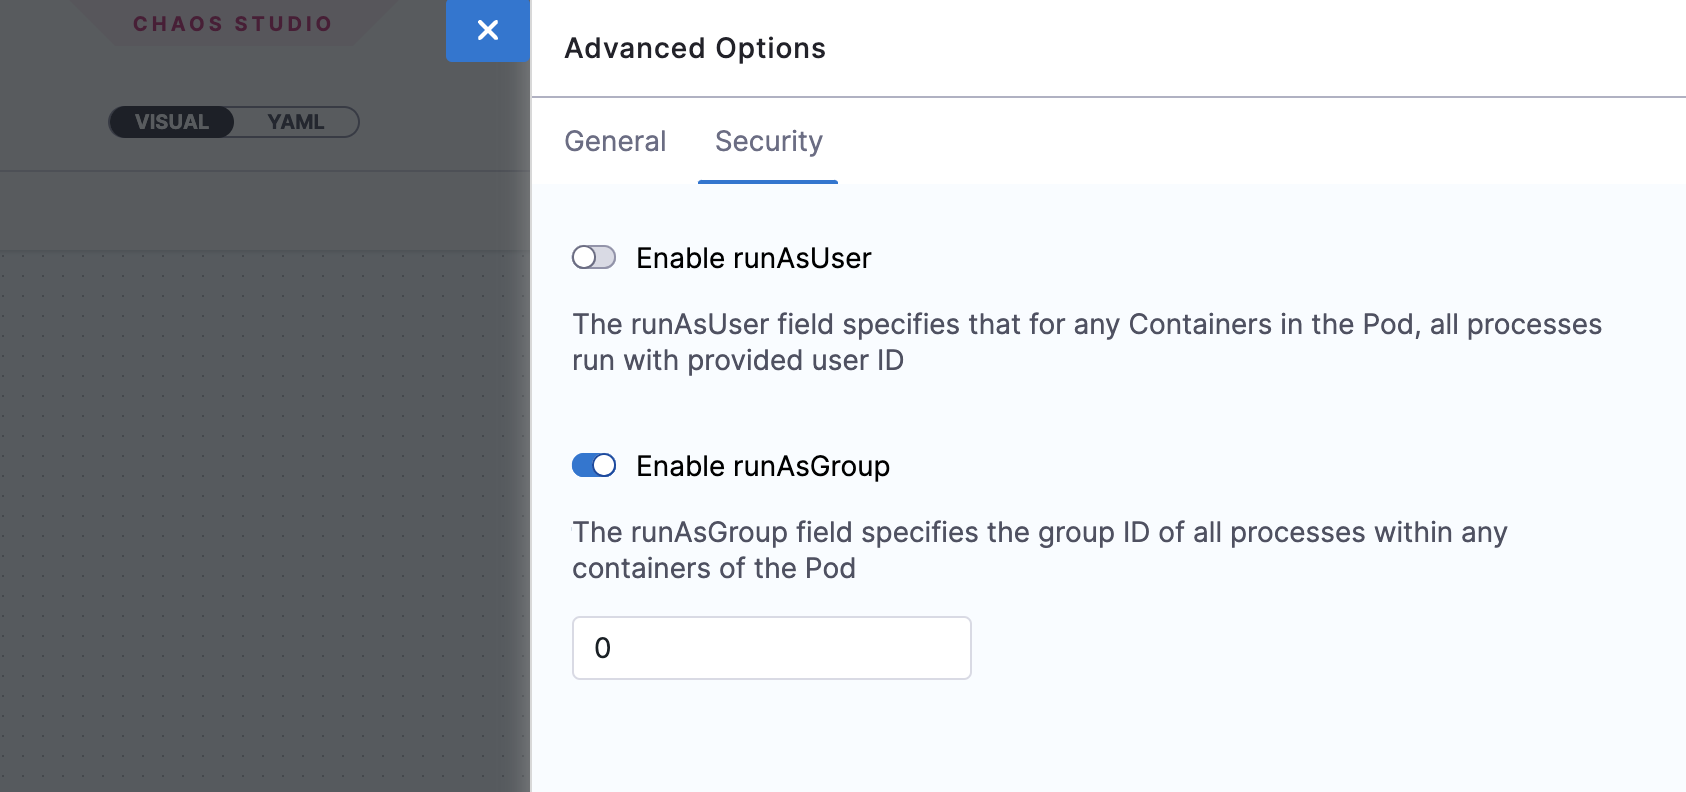 CHAOS STUDIO
VISUAL YAML
Advanced Options
General Security
Enable runAsUser
The runAsUser field specifies that for any Containers in the Pod, all processes
run with provided user ID
Enable runAsGroup
The runAsGroup field specifies the group ID of all processes within any
containers of the Pod
0